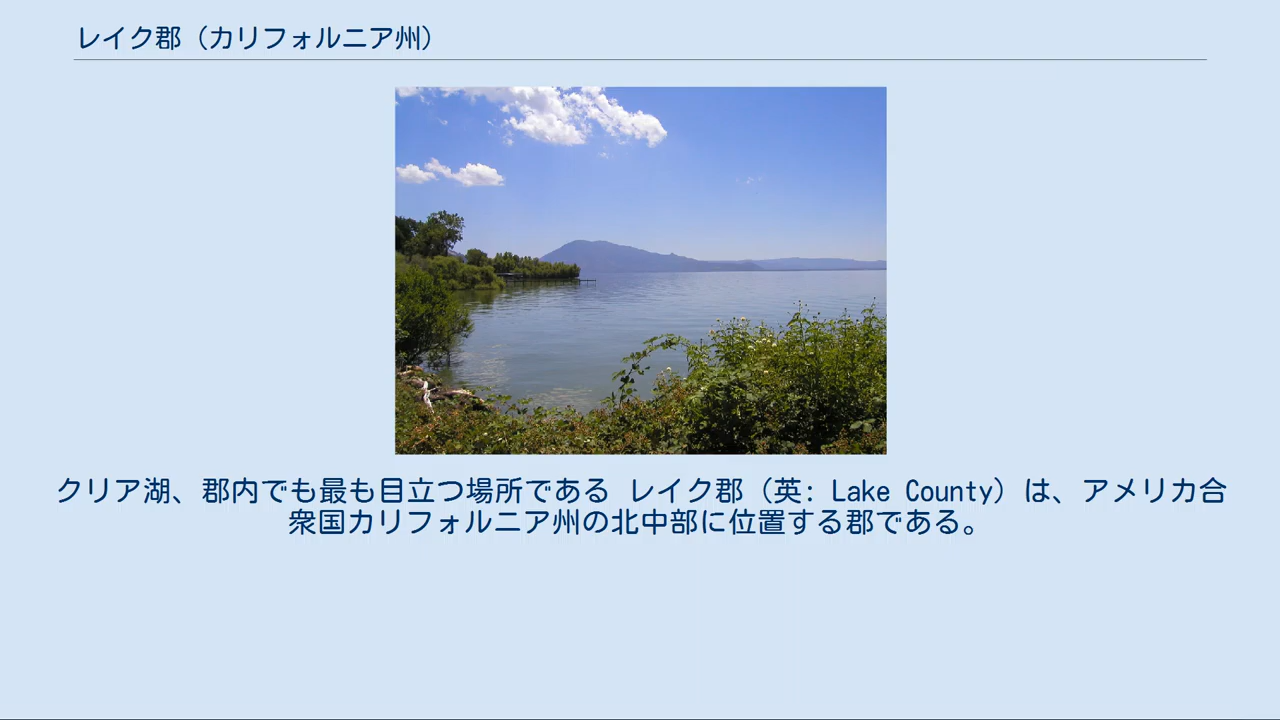 レイク郡（カリフォルニア州）
クリア湖、郡内でも最も目立つ場所である レイク郡（英: Lake County）は、アメリカ合
衆国カリフォルニア州の北中部に位置する郡である。